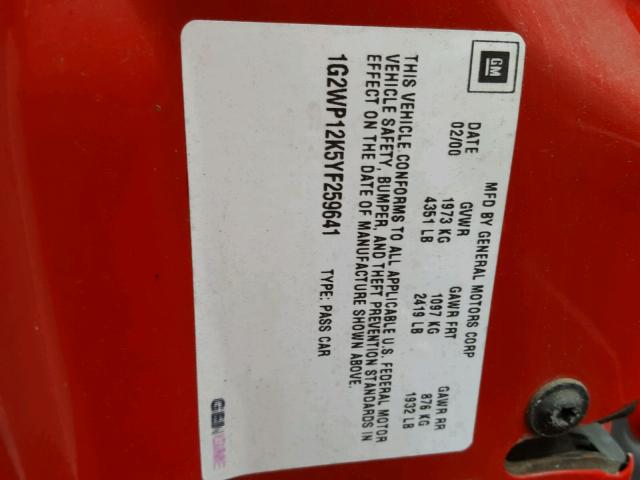 GM
MFD BY GENERAL MOTORS CORP
DATE GVWR GAWR FRT GAWR RR
02/00 1973 KG 1097 KG 876 KG
4351 LB 2419 LB 1932 LB
THIS VEHICLE CONFORMS TO ALL APPLICABLE U.S. FEDERAL MOTOR
VEHICLE SAFETY, BUMPER, AND THEFT PREVENTION STANDARDS IN
EFFECT ON THE DATE OF MANUFACTURE SHOWN ABOVE.
1G2WP12K5YF259641 TYPE: PASS CAR